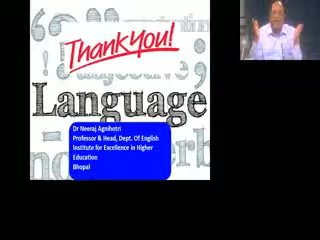 Thank you!
Language
Dr Neeraj Agnihotri
Professor & Head, Dept. Of English
Institute for Excellence in Higher
Education
Bhopal